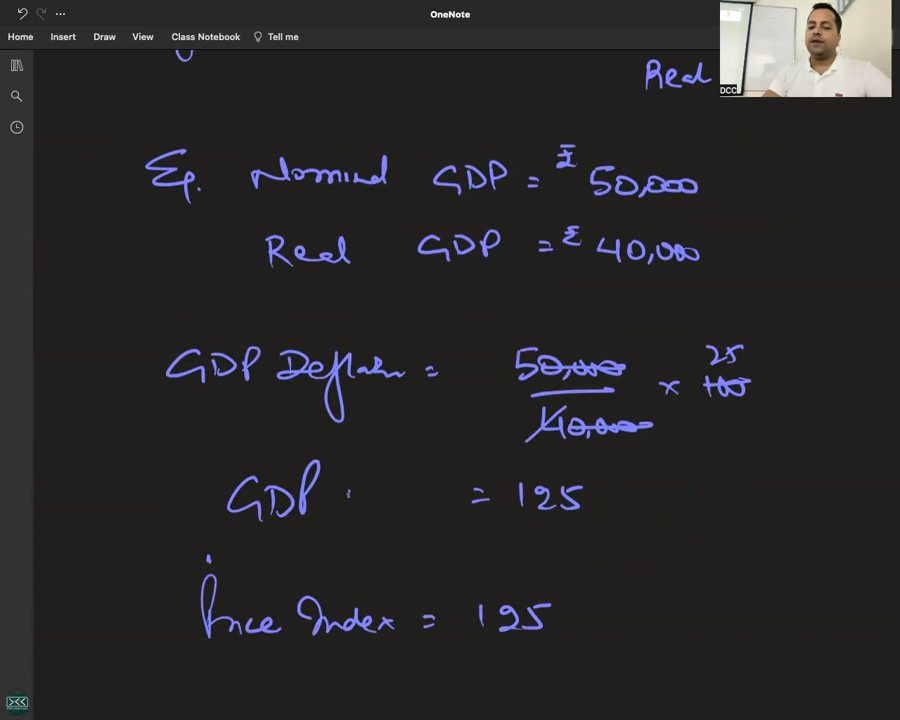 OneNote
Home Insert Draw View Class Notebook Tell me
Real
DCC
Eg. Nominal GDP = ₹ 50,000
Real GDP = ₹ 40,000
GDP Deflator = 50,000 / 40,000 x 100 25
GDP = 125
Price Index = 125